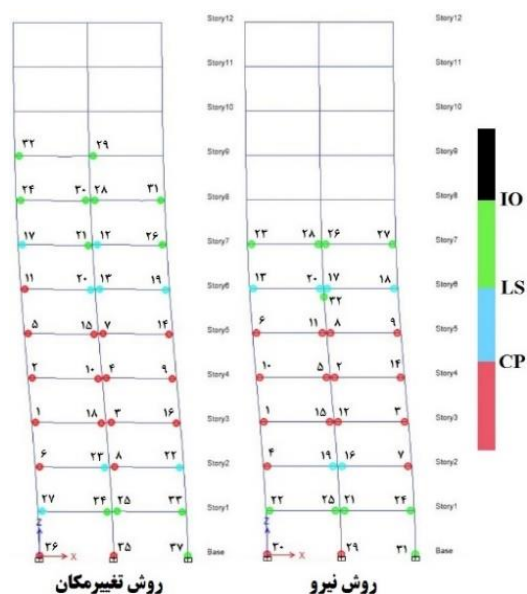 Story12 Story12
Story11 Story11
Story10 Story10
۳۲ ۲۹ Story9 Story9
IO
۲۴ ۳۰ ۲۸ ۳۱ Story8 Story8
۱۷ ۲۱ ۱۲ ۲۶ Story7 ۲۳ ۲۸ ۲۶ ۲۷ Story7
LS
۱۱ ۲۰ ۱۳ ۱۹ Story6 ۱۳ ۲۰ ۱۷ ۱۸ Story6
۳۲
۵ ۱۵ ۷ ۱۴ Story5 ۶ ۱۱ ۸ ۹ Story5
CP
۲ ۱۰ ۴ ۹ Story4 ۱۰ ۵ ۲ ۱۴ Story4
۱ ۱۸ ۳ ۱۶ Story3 ۱ ۱۵ ۱۲ ۳ Story3
۶ ۲۳ ۸ ۲۲ Story2 ۴ ۱۹ ۱۶ ۷ Story2
۲۷ ۳۴ ۲۵ ۳۳ Story1 ۲۲ ۲۵ ۲۱ ۲۴ Story1
Z Z
۳۶ X ۳۵ ۳۷ Base ۳۰ X ۲۹ ۳۱ Base
روش تغییرمکان روش نیرو